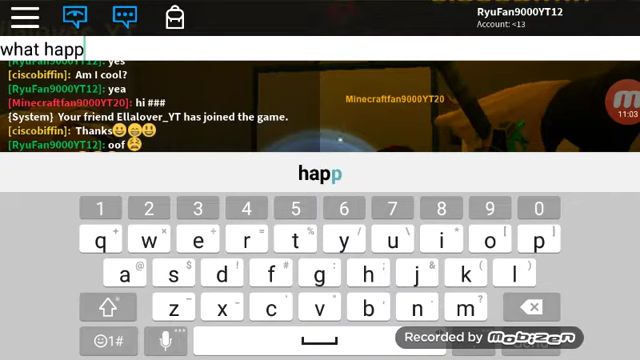 RyuFan9000YT12
Account: <13
what happ
[RyuFan9000YT12]: yes
[ciscobiffin]: Am I cool?
[RyuFan9000YT12]: yea
[Minecraftfan9000YT20]: hi ###
{System} Your friend Ellalover_YT has joined the game.
[ciscobiffin]: Thanks😃😁😃
[RyuFan9000YT12]: oof😩
Minecraftfan9000YT20
11:03
happ
1 2 3 4 5 6 7 8 9 0
q w e r t y u i o p
a s d f g h j k l
z x c v b n m
☺1#
Recorded by Mobizen